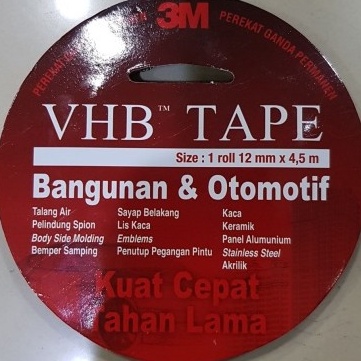 3M
PEREKAT GANDA PERMANEN
VHB™ TAPE
Size : 1 roll 12 mm x 4,5 m
Bangunan & Otomotif
Talang Air
Pelindung Spion
Body Side Molding
Bemper Samping
Sayap Belakang
Lis Kaca
Emblems
Penutup Pegangan Pintu
Kaca
Keramik
Panel Alumunium
Stainless Steel
Akrilik
Kuat Cepat
Tahan Lama